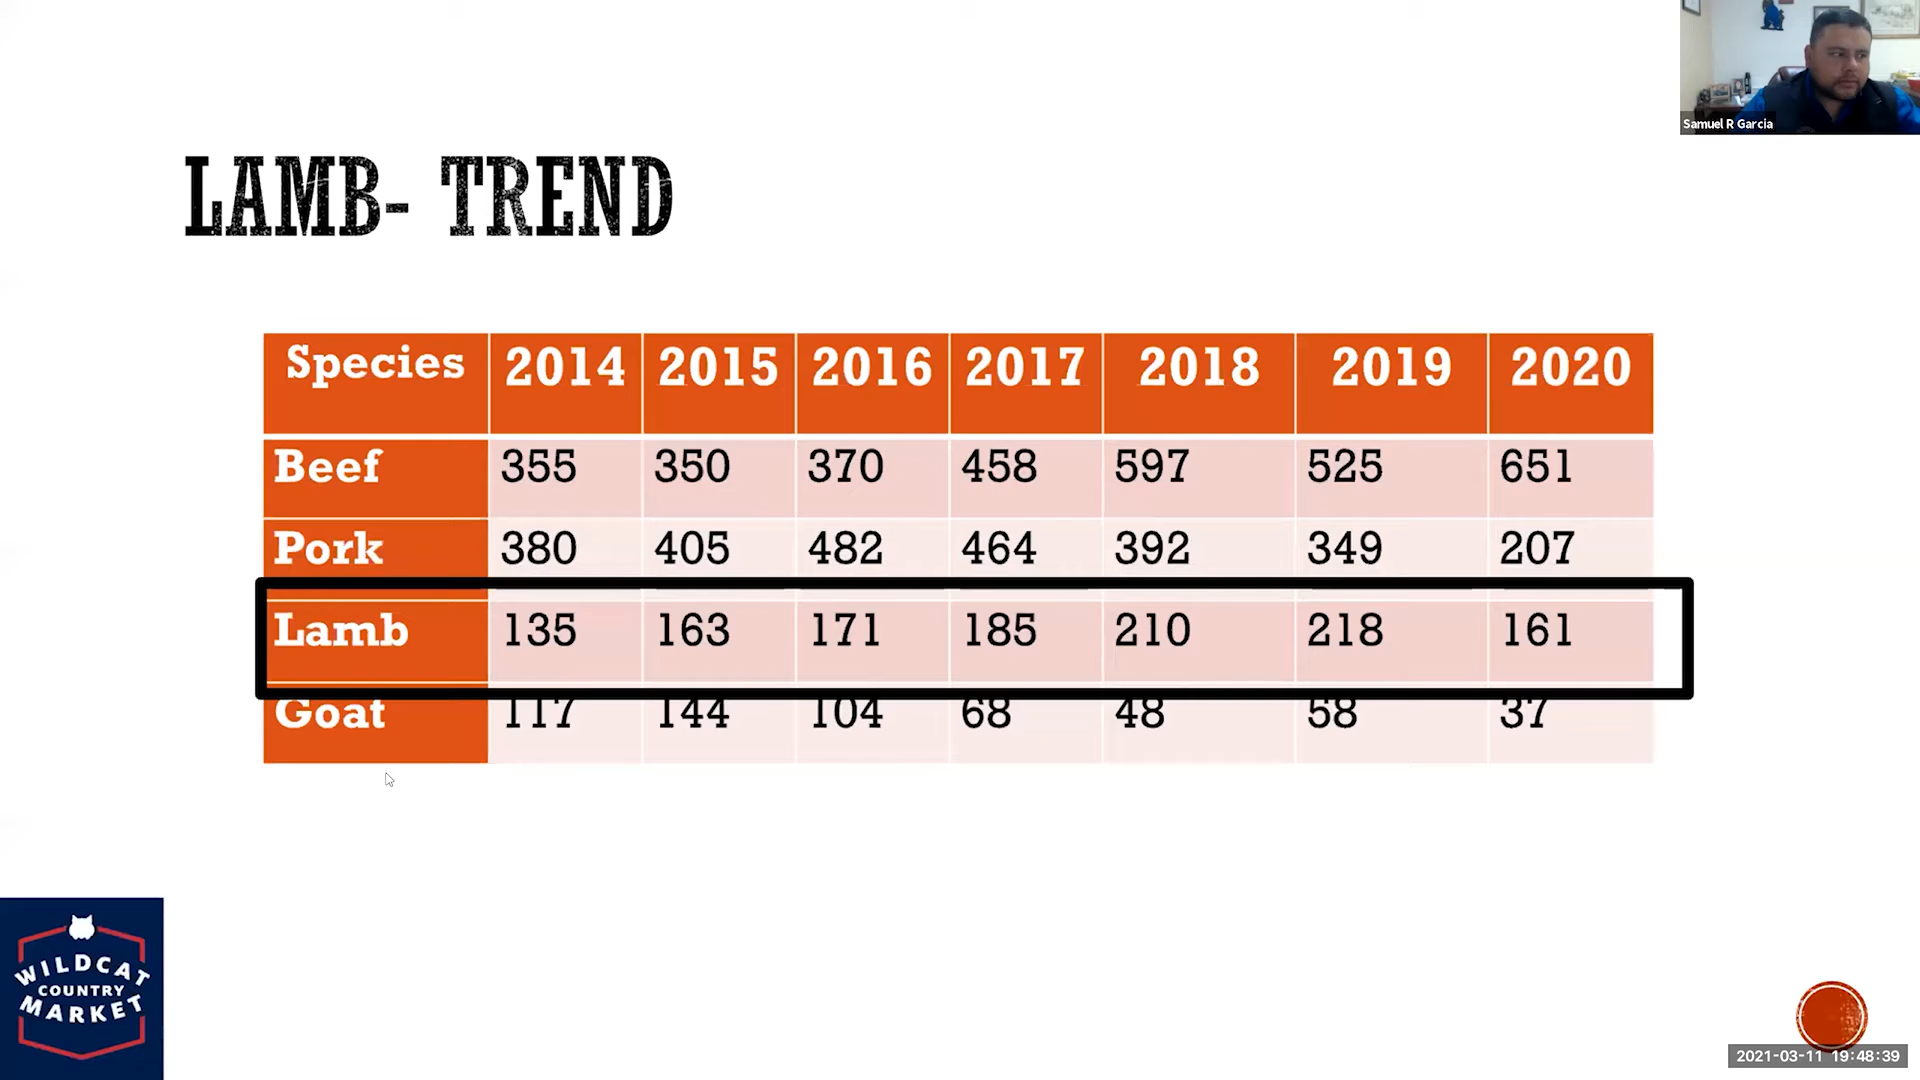 Samuel R Garcia
LAMB- TREND
Species 2014 2015 2016 2017 2018 2019 2020
Beef 355 350 370 458 597 525 651
Pork 380 405 482 464 392 349 207
Lamb 135 163 171 185 210 218 161
Goat 117 144 104 68 48 58 37
WILDCAT
COUNTRY
MARKET
2021-03-11 19:48:39